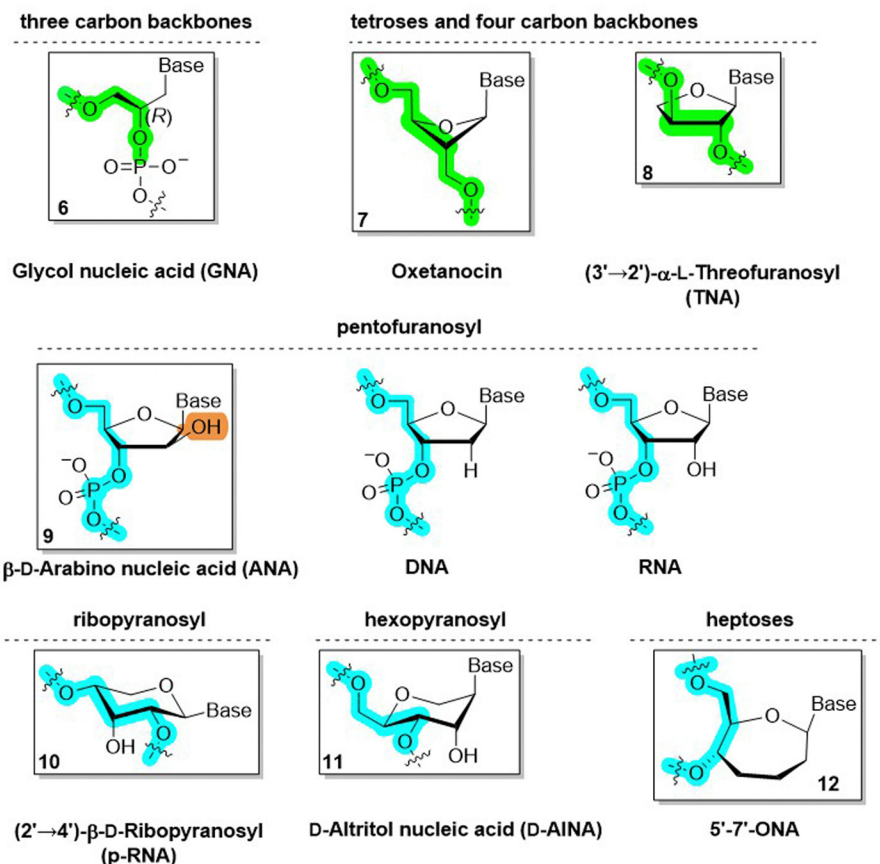 three carbon backbones
tetroses and four carbon backbones
Base
O
(R)
O
O=P–O⁻
O
6
O
Base
O
O
7
O
Base
O
O
8
Glycol nucleic acid (GNA)
Oxetanocin
(3'→2')-α-L-Threofuranosyl
(TNA)
pentofuranosyl
O
O
Base
OH
⁻O
O
O=P
O
9
O
O
Base
⁻O
O
H
O=P
O
O
O
Base
⁻O
O
OH
O=P
O
β-D-Arabino nucleic acid (ANA)
DNA
RNA
ribopyranosyl
hexopyranosyl
heptoses
O
O
Base
OH
O
10
O
O
Base
O
OH
11
O
O
Base
O
12
(2'→4')-β-D-Ribopyranosyl
(p-RNA)
D-Altritol nucleic acid (D-AlNA)
5'-7'-ONA